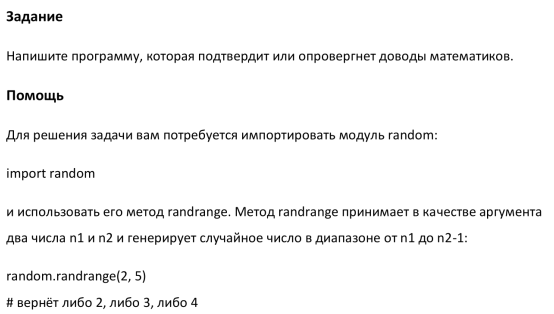 Задание
Напишите программу, которая подтвердит или опровергнет доводы математиков.
Помощь
Для решения задачи вам потребуется импортировать модуль random:
import random
и использовать его метод randrange. Метод randrange принимает в качестве аргумента
два числа n1 и n2 и генерирует случайное число в диапазоне от n1 до n2-1:
random.randrange(2, 5)
# вернёт либо 2, либо 3, либо 4